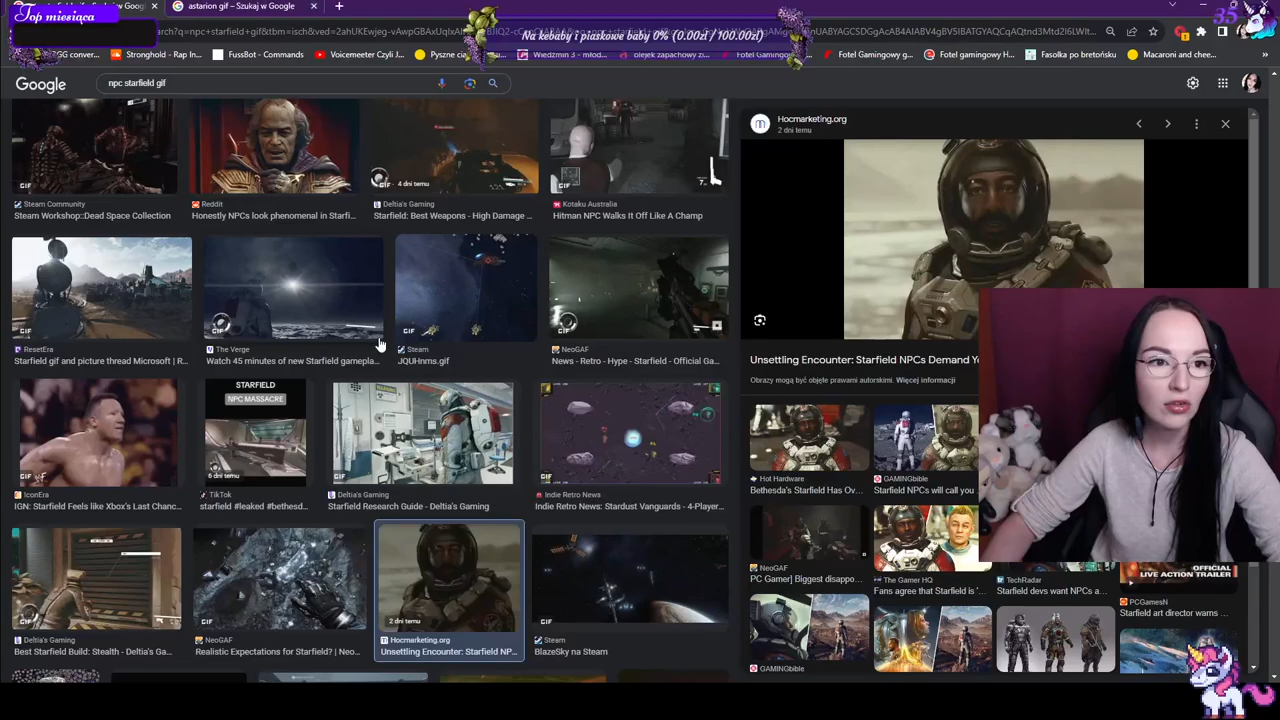 Top miesiąca
astarion gif – Szukaj w Google
35
Na kebaby i ptasiowe baby 0% (0.00zł / 100.00zł)
Stronghold - Rap In...
FussBot - Commands
Voicemeeter Czyli J...
Fotel gamingowy H...
Fasolka po bretońsku
Macaroni and chee...
Google
npc starfield gif
Steam Community
Steam Workshop::Dead Space Collection
Reddit
Honestly NPCs look phenomenal in Starfi...
4 dni temu
Deltia's Gaming
Starfield: Best Weapons - High Damage ...
Kotaku Australia
Hitman NPC Walks It Off Like A Champ
GIF
GIF
GIF
GIF
ResetEra
Starfield gif and picture thread Microsoft | R...
The Verge
Watch 45 minutes of new Starfield gamepla...
Steam
JQUHnms.gif
NeoGAF
News - Retro - Hype - Starfield - Official Ga...
STARFIELD
NPC MASSACRE
6 dni temu
IconEra
IGN: Starfield Feels like Xbox's Last Chanc...
TikTok
starfield #leaked #bethesd...
Deltia's Gaming
Starfield Research Guide - Deltia's Gaming
Indie Retro News
Indie Retro News: Stardust Vanguards - 4-Player...
Deltia's Gaming
Best Starfield Build: Stealth - Deltia's Ga...
NeoGAF
Realistic Expectations for Starfield? | Neo...
2 dni temu
Hocmarketing.org
Unsettling Encounter: Starfield NP...
Steam
BlazeSky na Steam
Hocmarketing.org
2 dni temu
Unsettling Encounter: Starfield NPCs Demand Y
Obrazy mogą być objęte prawami autorskimi. Więcej informacji
Hot Hardware
Bethesda's Starfield Has Ov...
GAMINGbible
Starfield NPCs will call you
NeoGAF
PC Gamer] Biggest disappo...
The Gamer HQ
Fans agree that Starfield is '...
TechRadar
Starfield devs want NPCs a...
OFFICIAL
LIVE ACTION TRAILER
PCGamesN
Starfield art director warns ...
GAMINGbible